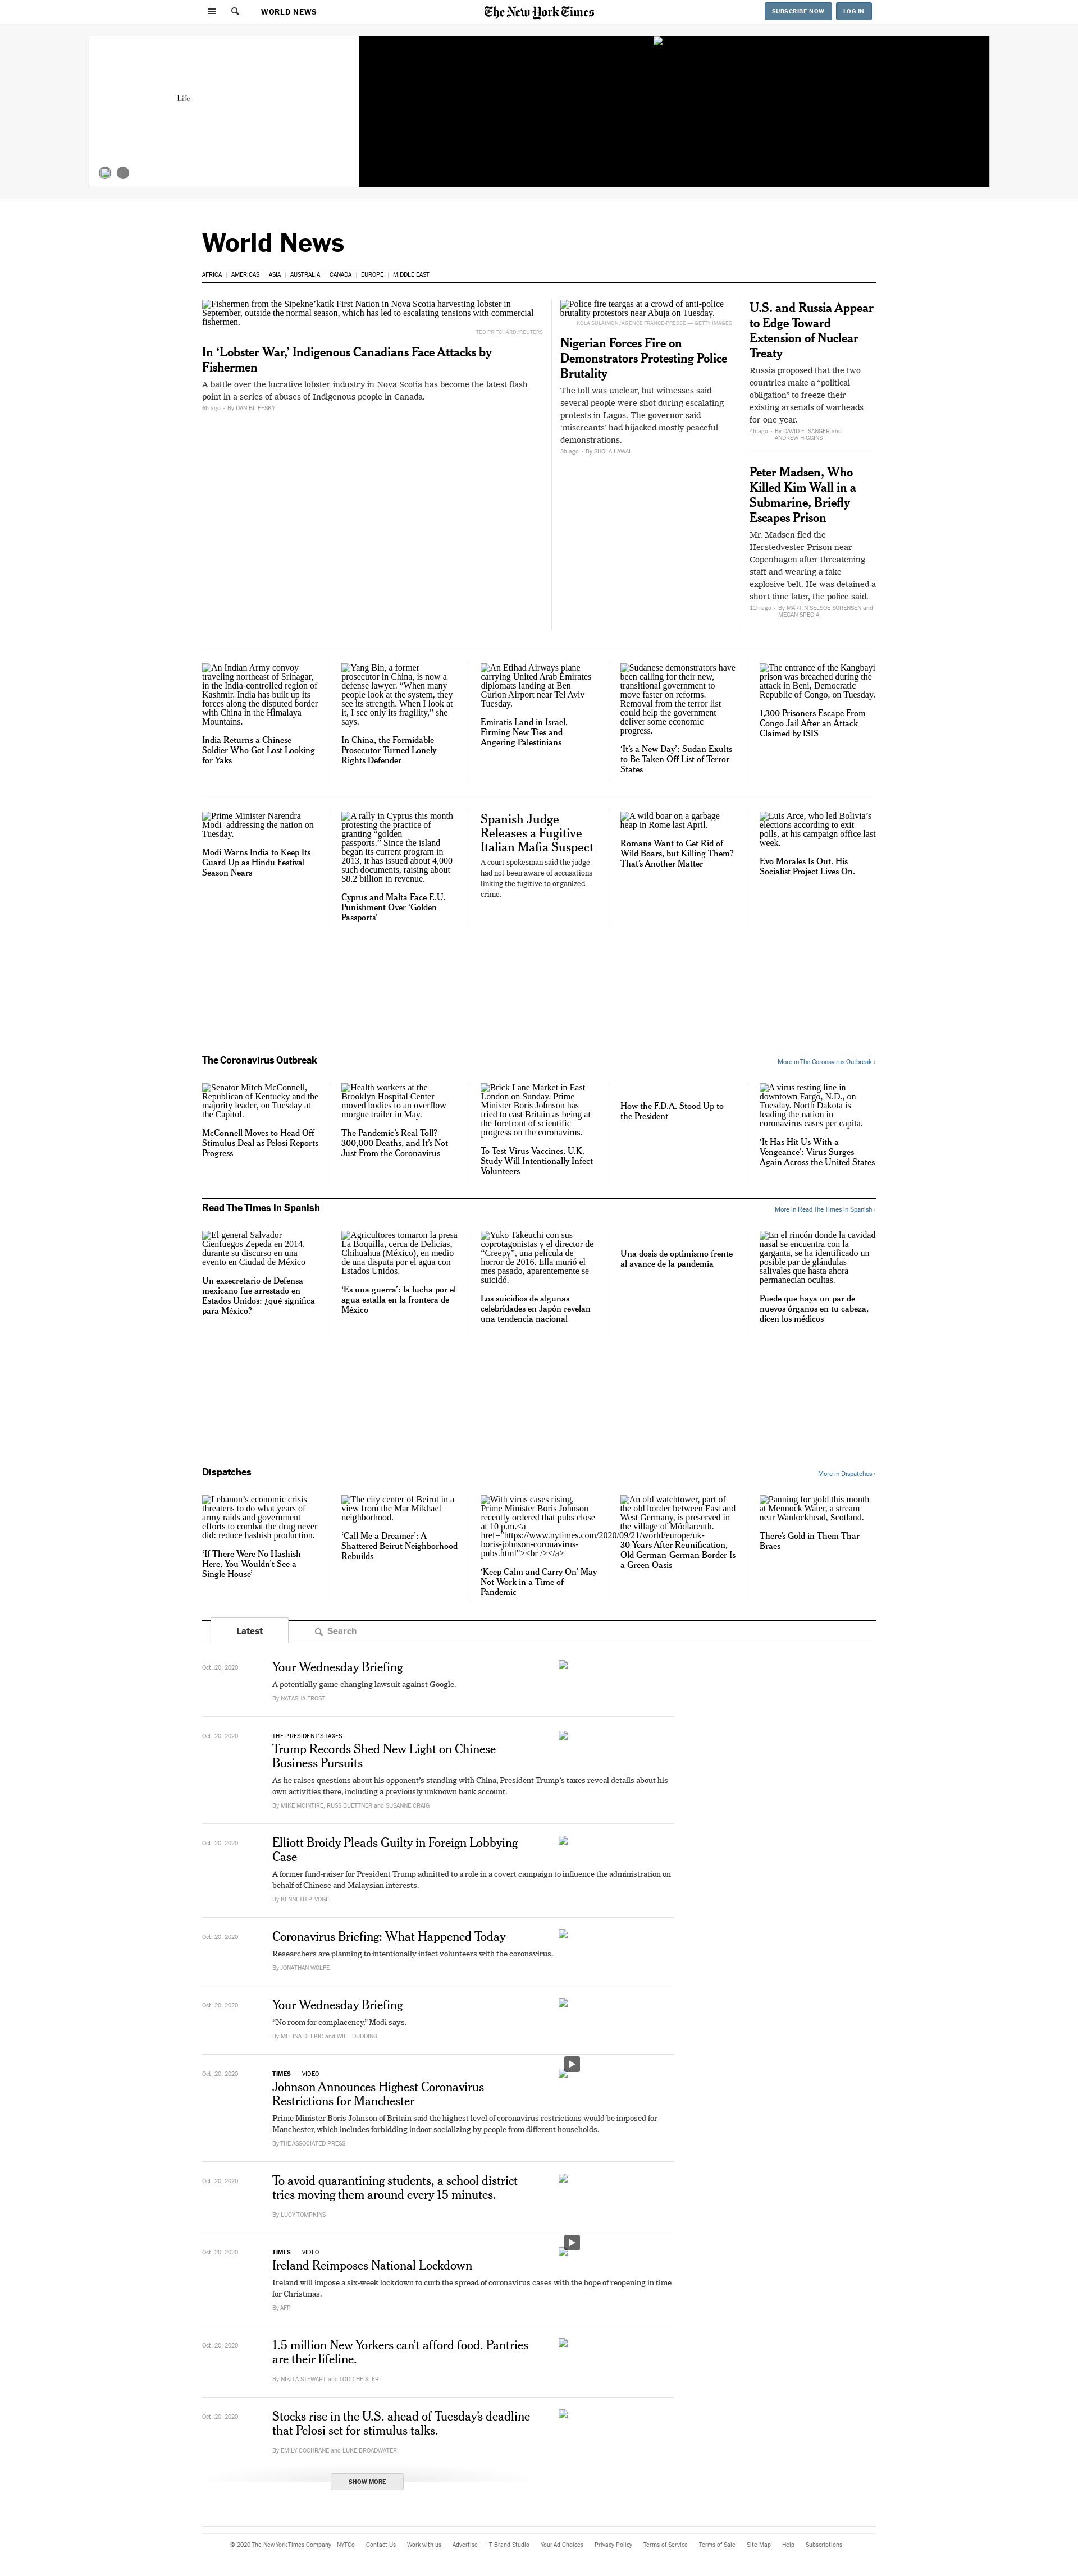 WORLD NEWS
The New York Times
SUBSCRIBE NOW
LOG IN
Life
World News
AFRICA | AMERICAS | ASIA | AUSTRALIA | CANADA | EUROPE | MIDDLE EAST
Fishermen from the Sipekne’katik First Nation in Nova Scotia harvesting lobster in
September, outside the normal season, which has led to escalating tensions with commercial
fishermen.
TED PRITCHARD/REUTERS
In ‘Lobster War,’ Indigenous Canadians Face Attacks by
Fishermen
A battle over the lucrative lobster industry in Nova Scotia has become the latest flash
point in a series of abuses of Indigenous people in Canada.
6h ago - By DAN BILEFSKY
Police fire teargas at a crowd of anti-police
brutality protestors near Abuja on Tuesday.
KOLA SULAIMON/AGENCE FRANCE-PRESSE — GETTY IMAGES
Nigerian Forces Fire on
Demonstrators Protesting Police
Brutality
The toll was unclear, but witnesses said
several people were shot during escalating
protests in Lagos. The governor said
‘miscreants’ had hijacked mostly peaceful
demonstrations.
3h ago - By SHOLA LAWAL
U.S. and Russia Appear
to Edge Toward
Extension of Nuclear
Treaty
Russia proposed that the two
countries make a “political
obligation” to freeze their
existing arsenals of warheads
for one year.
4h ago - By DAVID E. SANGER and
ANDREW HIGGINS
Peter Madsen, Who
Killed Kim Wall in a
Submarine, Briefly
Escapes Prison
Mr. Madsen fled the
Herstedvester Prison near
Copenhagen after threatening
staff and wearing a fake
explosive belt. He was detained a
short time later, the police said.
11h ago - By MARTIN SELSOE SORENSEN and
MEGAN SPECIA
An Indian Army convoy
traveling northeast of Srinagar,
in the India-controlled region of
Kashmir. India has built up its
forces along the disputed border
with China in the Himalaya
Mountains.
India Returns a Chinese
Soldier Who Got Lost Looking
for Yaks
Yang Bin, a former
prosecutor in China, is now a
defense lawyer. “When many
people look at the system, they
see its strength. When I look at
it, I see only its fragility,” she
says.
In China, the Formidable
Prosecutor Turned Lonely
Rights Defender
An Etihad Airways plane
carrying United Arab Emirates
diplomats landing at Ben
Gurion Airport near Tel Aviv
Tuesday.
Emiratis Land in Israel,
Firming New Ties and
Angering Palestinians
Sudanese demonstrators have
been calling for their new,
transitional government to
move faster on reforms.
Removal from the terror list
could help the government
deliver some economic
progress.
‘It’s a New Day’: Sudan Exults
to Be Taken Off List of Terror
States
The entrance of the Kangbayi
prison was breached during the
attack in Beni, Democratic
Republic of Congo, on Tuesday.
1,300 Prisoners Escape From
Congo Jail After an Attack
Claimed by ISIS
Prime Minister Narendra
Modi addressing the nation on
Tuesday.
Modi Warns India to Keep Its
Guard Up as Hindu Festival
Season Nears
A rally in Cyprus this month
protesting the practice of
granting “golden
passports.” Since the island
began its current program in
2013, it has issued about 4,000
such documents, raising about
$8.2 billion in revenue.
Cyprus and Malta Face E.U.
Punishment Over ‘Golden
Passports’
Spanish Judge
Releases a Fugitive
Italian Mafia Suspect
A court spokesman said the judge
had not been aware of accusations
linking the fugitive to organized
crime.
A wild boar on a garbage
heap in Rome last April.
Romans Want to Get Rid of
Wild Boars, but Killing Them?
That’s Another Matter
Luis Arce, who led Bolivia’s
elections according to exit
polls, at his campaign office last
week.
Evo Morales Is Out. His
Socialist Project Lives On.
The Coronavirus Outbreak
More in The Coronavirus Outbreak ›
Senator Mitch McConnell,
Republican of Kentucky and the
majority leader, on Tuesday at
the Capitol.
McConnell Moves to Head Off
Stimulus Deal as Pelosi Reports
Progress
Health workers at the
Brooklyn Hospital Center
moved bodies to an overflow
morgue trailer in May.
The Pandemic’s Real Toll?
300,000 Deaths, and It’s Not
Just From the Coronavirus
Brick Lane Market in East
London on Sunday. Prime
Minister Boris Johnson has
tried to cast Britain as being at
the forefront of scientific
progress on the coronavirus.
To Test Virus Vaccines, U.K.
Study Will Intentionally Infect
Volunteers
How the F.D.A. Stood Up to
the President
A virus testing line in
downtown Fargo, N.D., on
Tuesday. North Dakota is
leading the nation in
coronavirus cases per capita.
‘It Has Hit Us With a
Vengeance’: Virus Surges
Again Across the United States
Read The Times in Spanish
More in Read The Times in Spanish ›
El general Salvador
Cienfuegos Zepeda en 2014,
durante su discurso en una
evento en Ciudad de México
Un exsecretario de Defensa
mexicano fue arrestado en
Estados Unidos: ¿qué significa
para México?
Agricultores tomaron la presa
La Boquilla, cerca de Delicias,
Chihuahua (México), en medio
de una disputa por el agua con
Estados Unidos.
‘Es una guerra’: la lucha por el
agua estalla en la frontera de
México
Yuko Takeuchi con sus
coprotagonistas y el director de
“Creepy”, una película de
horror de 2016. Ella murió el
mes pasado, aparentemente se
suicidó.
Los suicidios de algunas
celebridades en Japón revelan
una tendencia nacional
Una dosis de optimismo frente
al avance de la pandemia
En el rincón donde la cavidad
nasal se encuentra con la
garganta, se ha identificado un
posible par de glándulas
salivales que hasta ahora
permanecían ocultas.
Puede que haya un par de
nuevos órganos en tu cabeza,
dicen los médicos
Dispatches
More in Dispatches ›
Lebanon’s economic crisis
threatens to do what years of
army raids and government
efforts to combat the drug never
did: reduce hashish production.
‘If There Were No Hashish
Here, You Wouldn’t See a
Single House’
The city center of Beirut in a
view from the Mar Mikhael
neighborhood.
‘Call Me a Dreamer’: A
Shattered Beirut Neighborhood
Rebuilds
With virus cases rising,
Prime Minister Boris Johnson
recently ordered that pubs close
at 10 p.m.<a
href="https://www.nytimes.com/2020/09/21/world/europe/uk-
boris-johnson-coronavirus-
pubs.html"><br /></a>
‘Keep Calm and Carry On’ May
Not Work in a Time of
Pandemic
An old watchtower, part of
the old border between East and
West Germany, is preserved in
the village of Mödlareuth.
30 Years After Reunification,
Old German-German Border Is
a Green Oasis
Panning for gold this month
at Mennock Water, a stream
near Wanlockhead, Scotland.
There’s Gold in Them Thar
Braes
Latest
Search
Oct. 20, 2020
Your Wednesday Briefing
A potentially game-changing lawsuit against Google.
By NATASHA FROST
Oct. 20, 2020
THE PRESIDENT'S TAXES
Trump Records Shed New Light on Chinese
Business Pursuits
As he raises questions about his opponent’s standing with China, President Trump’s taxes reveal details about his
own activities there, including a previously unknown bank account.
By MIKE MCINTIRE, RUSS BUETTNER and SUSANNE CRAIG
Oct. 20, 2020
Elliott Broidy Pleads Guilty in Foreign Lobbying
Case
A former fund-raiser for President Trump admitted to a role in a covert campaign to influence the administration on
behalf of Chinese and Malaysian interests.
By KENNETH P. VOGEL
Oct. 20, 2020
Coronavirus Briefing: What Happened Today
Researchers are planning to intentionally infect volunteers with the coronavirus.
By JONATHAN WOLFE
Oct. 20, 2020
Your Wednesday Briefing
“No room for complacency,” Modi says.
By MELINA DELKIC and WILL DUDDING
Oct. 20, 2020
TIMES | VIDEO
Johnson Announces Highest Coronavirus
Restrictions for Manchester
Prime Minister Boris Johnson of Britain said the highest level of coronavirus restrictions would be imposed for
Manchester, which includes forbidding indoor socializing by people from different households.
By THE ASSOCIATED PRESS
Oct. 20, 2020
To avoid quarantining students, a school district
tries moving them around every 15 minutes.
By LUCY TOMPKINS
Oct. 20, 2020
TIMES | VIDEO
Ireland Reimposes National Lockdown
Ireland will impose a six-week lockdown to curb the spread of coronavirus cases with the hope of reopening in time
for Christmas.
By AFP
Oct. 20, 2020
1.5 million New Yorkers can’t afford food. Pantries
are their lifeline.
By NIKITA STEWART and TODD HEISLER
Oct. 20, 2020
Stocks rise in the U.S. ahead of Tuesday’s deadline
that Pelosi set for stimulus talks.
By EMILY COCHRANE and LUKE BROADWATER
SHOW MORE
© 2020 The New York Times Company NYTCo Contact Us Work with us Advertise T Brand Studio Your Ad Choices Privacy Policy Terms of Service Terms of Sale Site Map Help Subscriptions